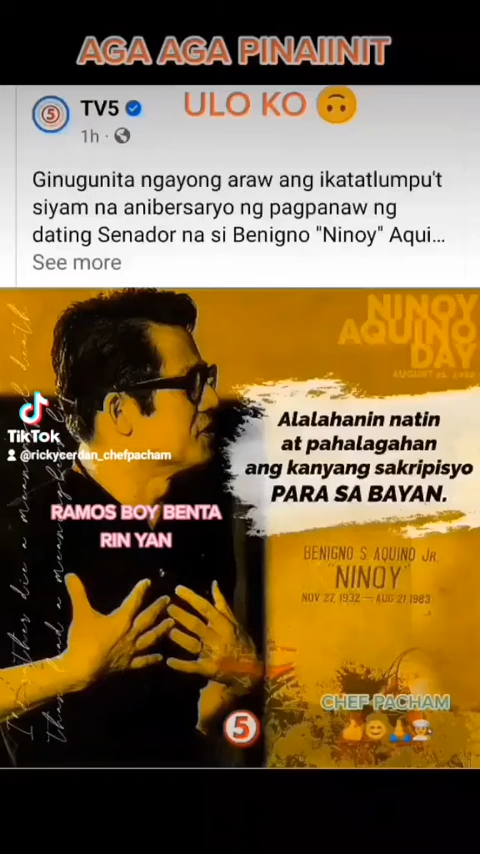 AGA AGA PINAIINIT
ULO KO
TV5
1h
Ginugunita ngayong araw ang ikatatlumpu't
siyam na anibersaryo ng pagpanaw ng
dating Senador na si Benigno "Ninoy" Aqui...
See more
NINOY
AQUINO
DAY
Alalahanin natin
at pahalagahan
ang kanyang sakripisyo
PARA SA BAYAN.
TikTok
@rickycerdan_chefpacham
RAMOS BOY BENTA
RIN YAN
BENIGNO S. AQUINO JR.
"NINOY"
NOV 27, 1932 — AUG 21 1983
CHEF PACHAM
5